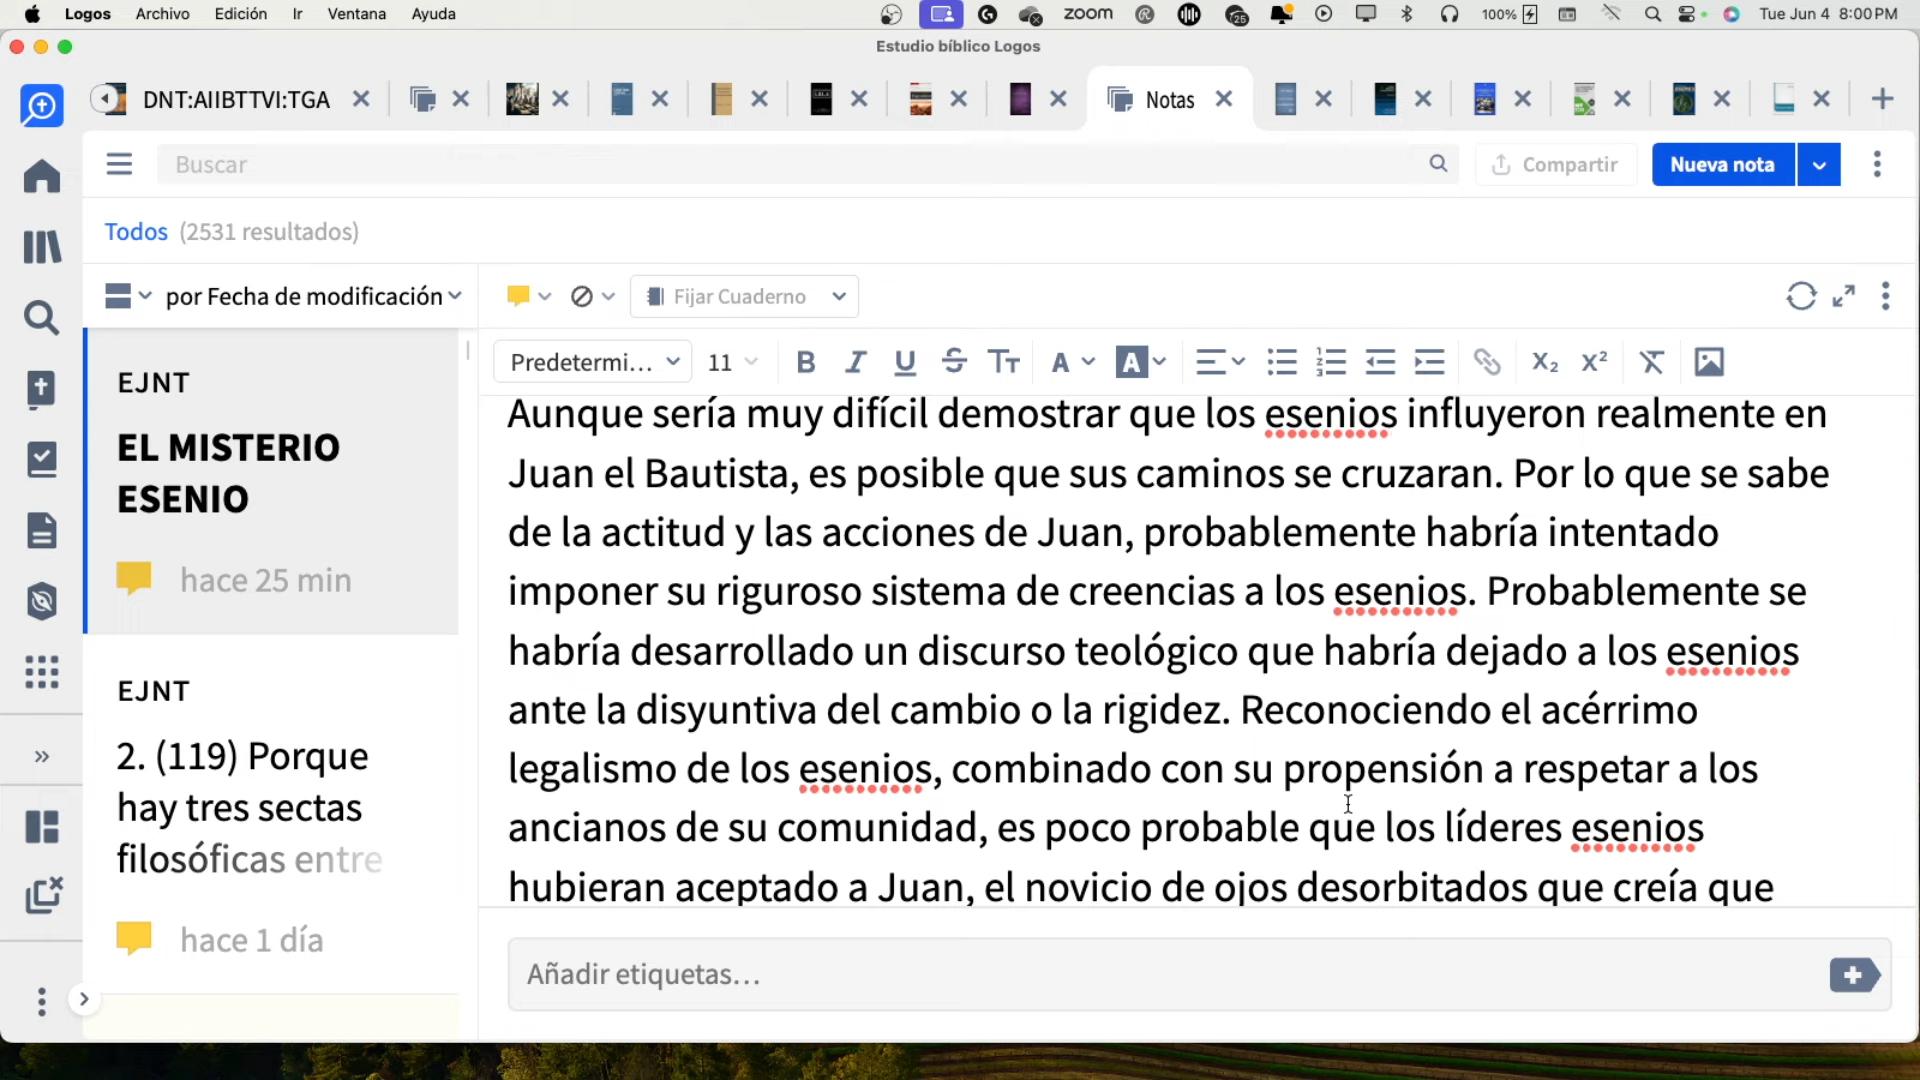 Logos Archivo Edición Ir Ventana Ayuda zoom 25 100% Tue Jun 4 8:00 PM
Estudio bíblico Logos
DNT:AIIBTTVI:TGA Notas
Buscar Compartir Nueva nota
Todos (2531 resultados)
por Fecha de modificación Fijar Cuaderno
Predetermi... 11 B I U S Tт A A X₂ X²
EJNT
EL MISTERIO
ESENIO
hace 25 min
EJNT
2. (119) Porque
hay tres sectas
filosóficas entre
hace 1 día
Aunque sería muy difícil demostrar que los esenios influyeron realmente en
Juan el Bautista, es posible que sus caminos se cruzaran. Por lo que se sabe
de la actitud y las acciones de Juan, probablemente habría intentado
imponer su riguroso sistema de creencias a los esenios. Probablemente se
habría desarrollado un discurso teológico que habría dejado a los esenios
ante la disyuntiva del cambio o la rigidez. Reconociendo el acérrimo
legalismo de los esenios, combinado con su propensión a respetar a los
ancianos de su comunidad, es poco probable que los líderes esenios
hubieran aceptado a Juan, el novicio de ojos desorbitados que creía que
Añadir etiquetas...